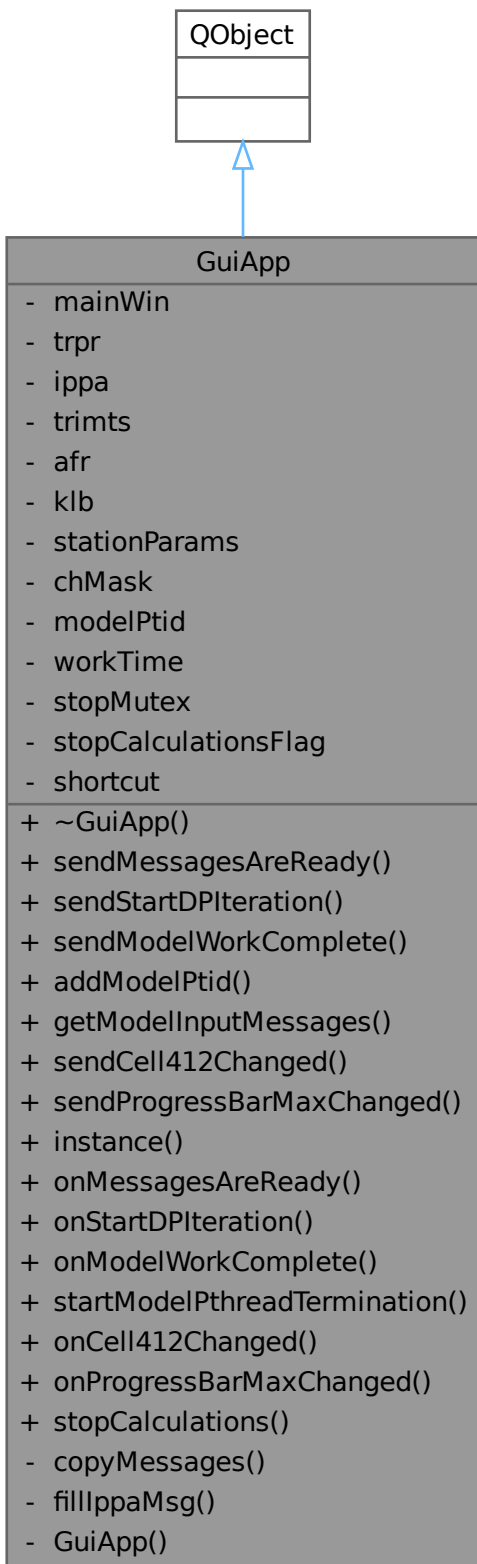 QObject
GuiApp
- mainWin
- trpr
- ippa
- trimts
- afr
- klb
- stationParams
- chMask
- modelPtid
- workTime
- stopMutex
- stopCalculationsFlag
- shortcut
+ ~GuiApp()
+ sendMessagesAreReady()
+ sendStartDPIteration()
+ sendModelWorkComplete()
+ addModelPtid()
+ getModelInputMessages()
+ sendCell412Changed()
+ sendProgressBarMaxChanged()
+ instance()
+ onMessagesAreReady()
+ onStartDPIteration()
+ onModelWorkComplete()
+ startModelPthreadTermination()
+ onCell412Changed()
+ onProgressBarMaxChanged()
+ stopCalculations()
- copyMessages()
- fillIppaMsg()
- GuiApp()